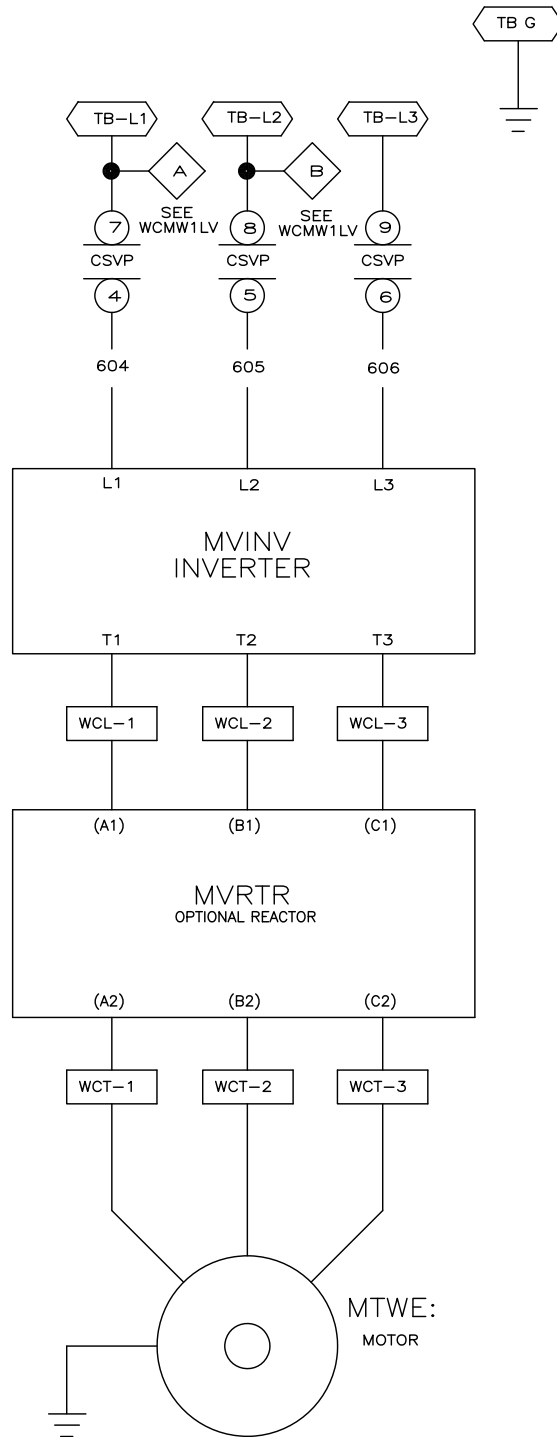 TB G
TB-L1 TB-L2 TB-L3
A B
SEE WCMW1LV SEE WCMW1LV
7 8 9
CSVP CSVP CSVP
4 5 6
604 605 606
L1 L2 L3
MVINV
INVERTER
T1 T2 T3
WCL-1 WCL-2 WCL-3
(A1) (B1) (C1)
MVRTR
OPTIONAL REACTOR
(A2) (B2) (C2)
WCT-1 WCT-2 WCT-3
MTWE:
MOTOR